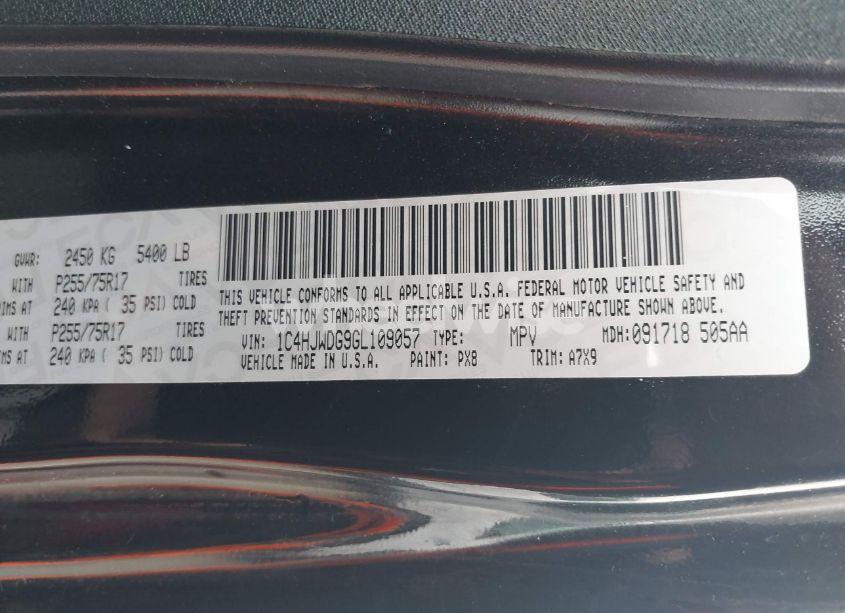 GVWR: 2450 KG 5400 LB
WITH P255/75R17 TIRES
RIMS AT 240 KPA ( 35 PSI) COLD
WITH P255/75R17 TIRES
RIMS AT 240 KPA ( 35 PSI) COLD
THIS VEHICLE CONFORMS TO ALL APPLICABLE U.S.A. FEDERAL MOTOR VEHICLE SAFETY AND
THEFT PREVENTION STANDARDS IN EFFECT ON THE DATE OF MANUFACTURE SHOWN ABOVE.
VIN: 1C4HJWDG9GL109057 TYPE: MPV MDH:091718 505AA
VEHICLE MADE IN U.S.A. PAINT: PX8 TRIM: A7X9